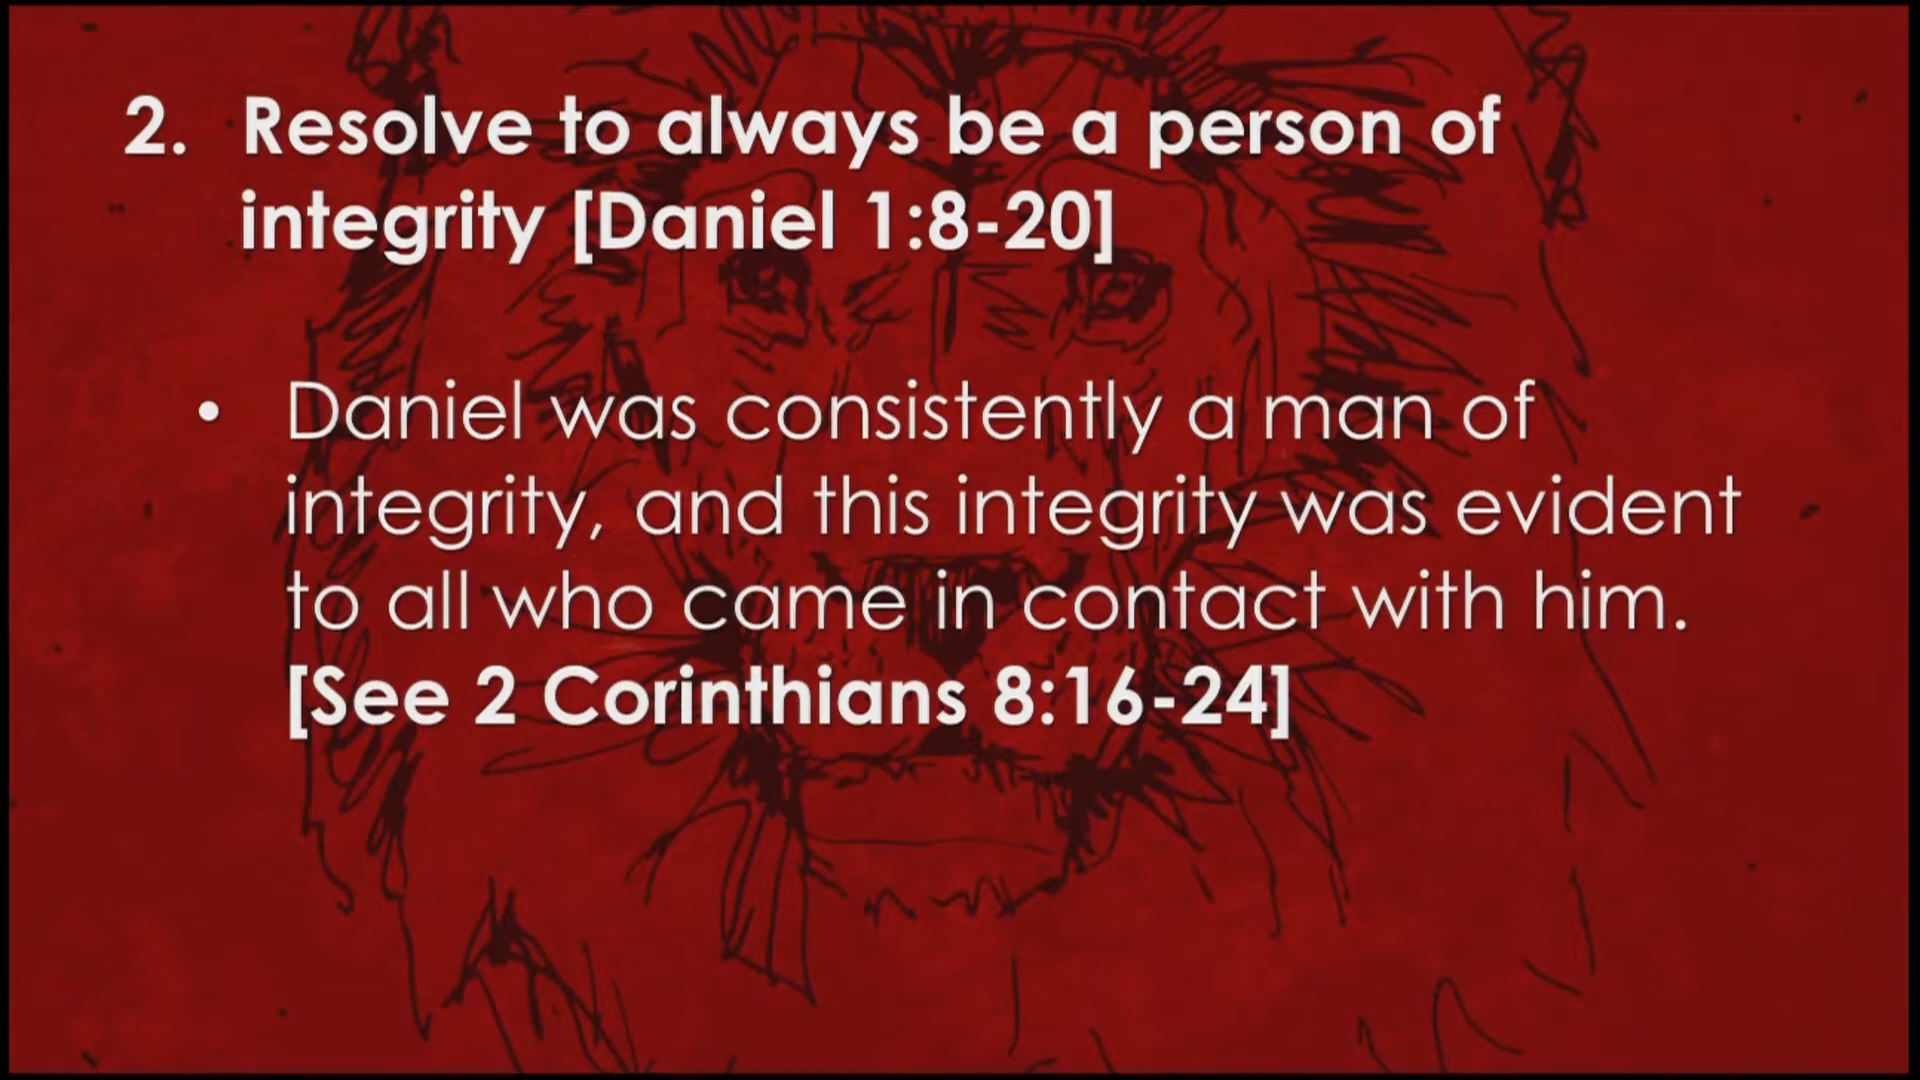 2. Resolve to always be a person of
integrity [Daniel 1:8-20]
• Daniel was consistently a man of
integrity, and this integrity was evident
to all who came in contact with him.
[See 2 Corinthians 8:16-24]